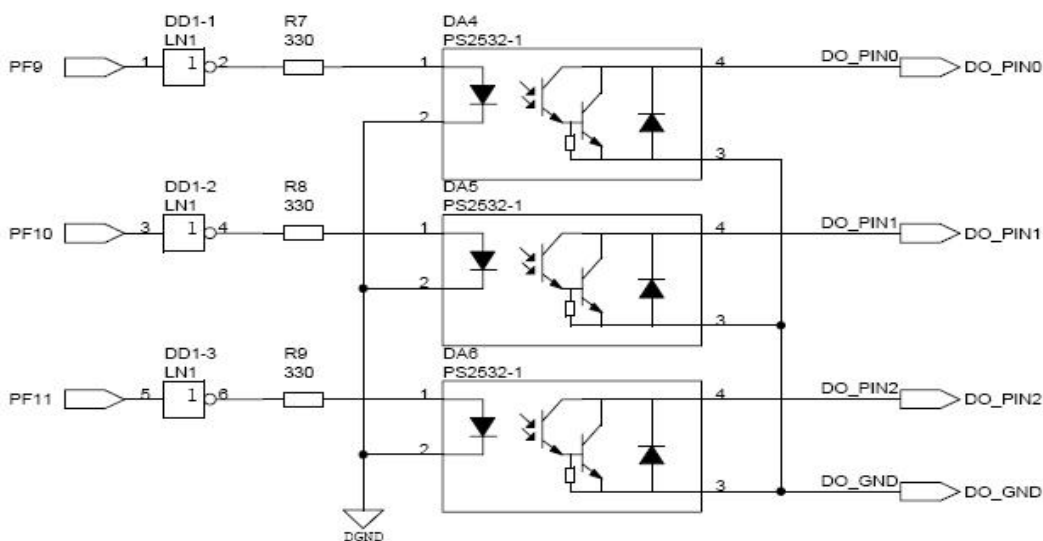 DD1-1 R7 DA4
LN1 330 PS2532-1
PF9 1 1 2 1 4 DO_PIN0 DO_PIN0
2 3
DD1-2 R8 DA5
LN1 330 PS2532-1
PF10 3 1 4 1 4 DO_PIN1 DO_PIN1
2 3
DD1-3 R9 DA6
LN1 330 PS2532-1
PF11 5 1 6 1 4 DO_PIN2 DO_PIN2
2 3 DO_GND DO_GND
DGND